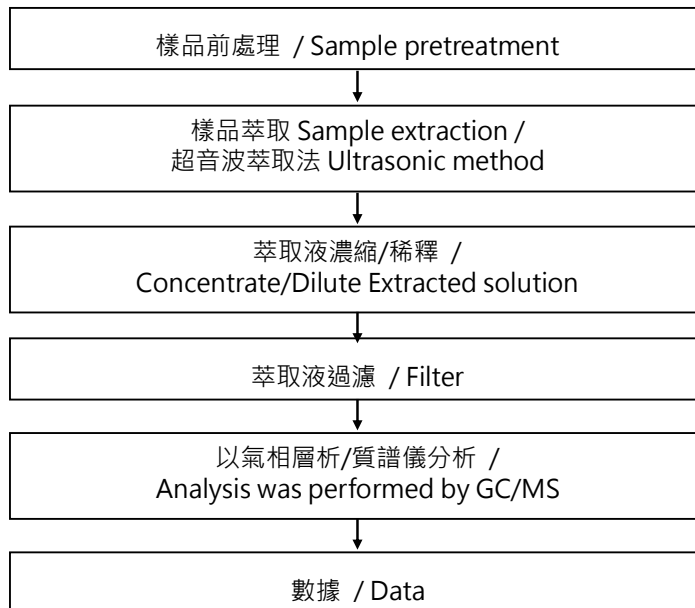 樣品前處理 / Sample pretreatment
樣品萃取 Sample extraction /
超音波萃取法 Ultrasonic method
萃取液濃縮/稀釋 /
Concentrate/Dilute Extracted solution
萃取液過濾 / Filter
以氣相層析/質譜儀分析 /
Analysis was performed by GC/MS
數據 / Data